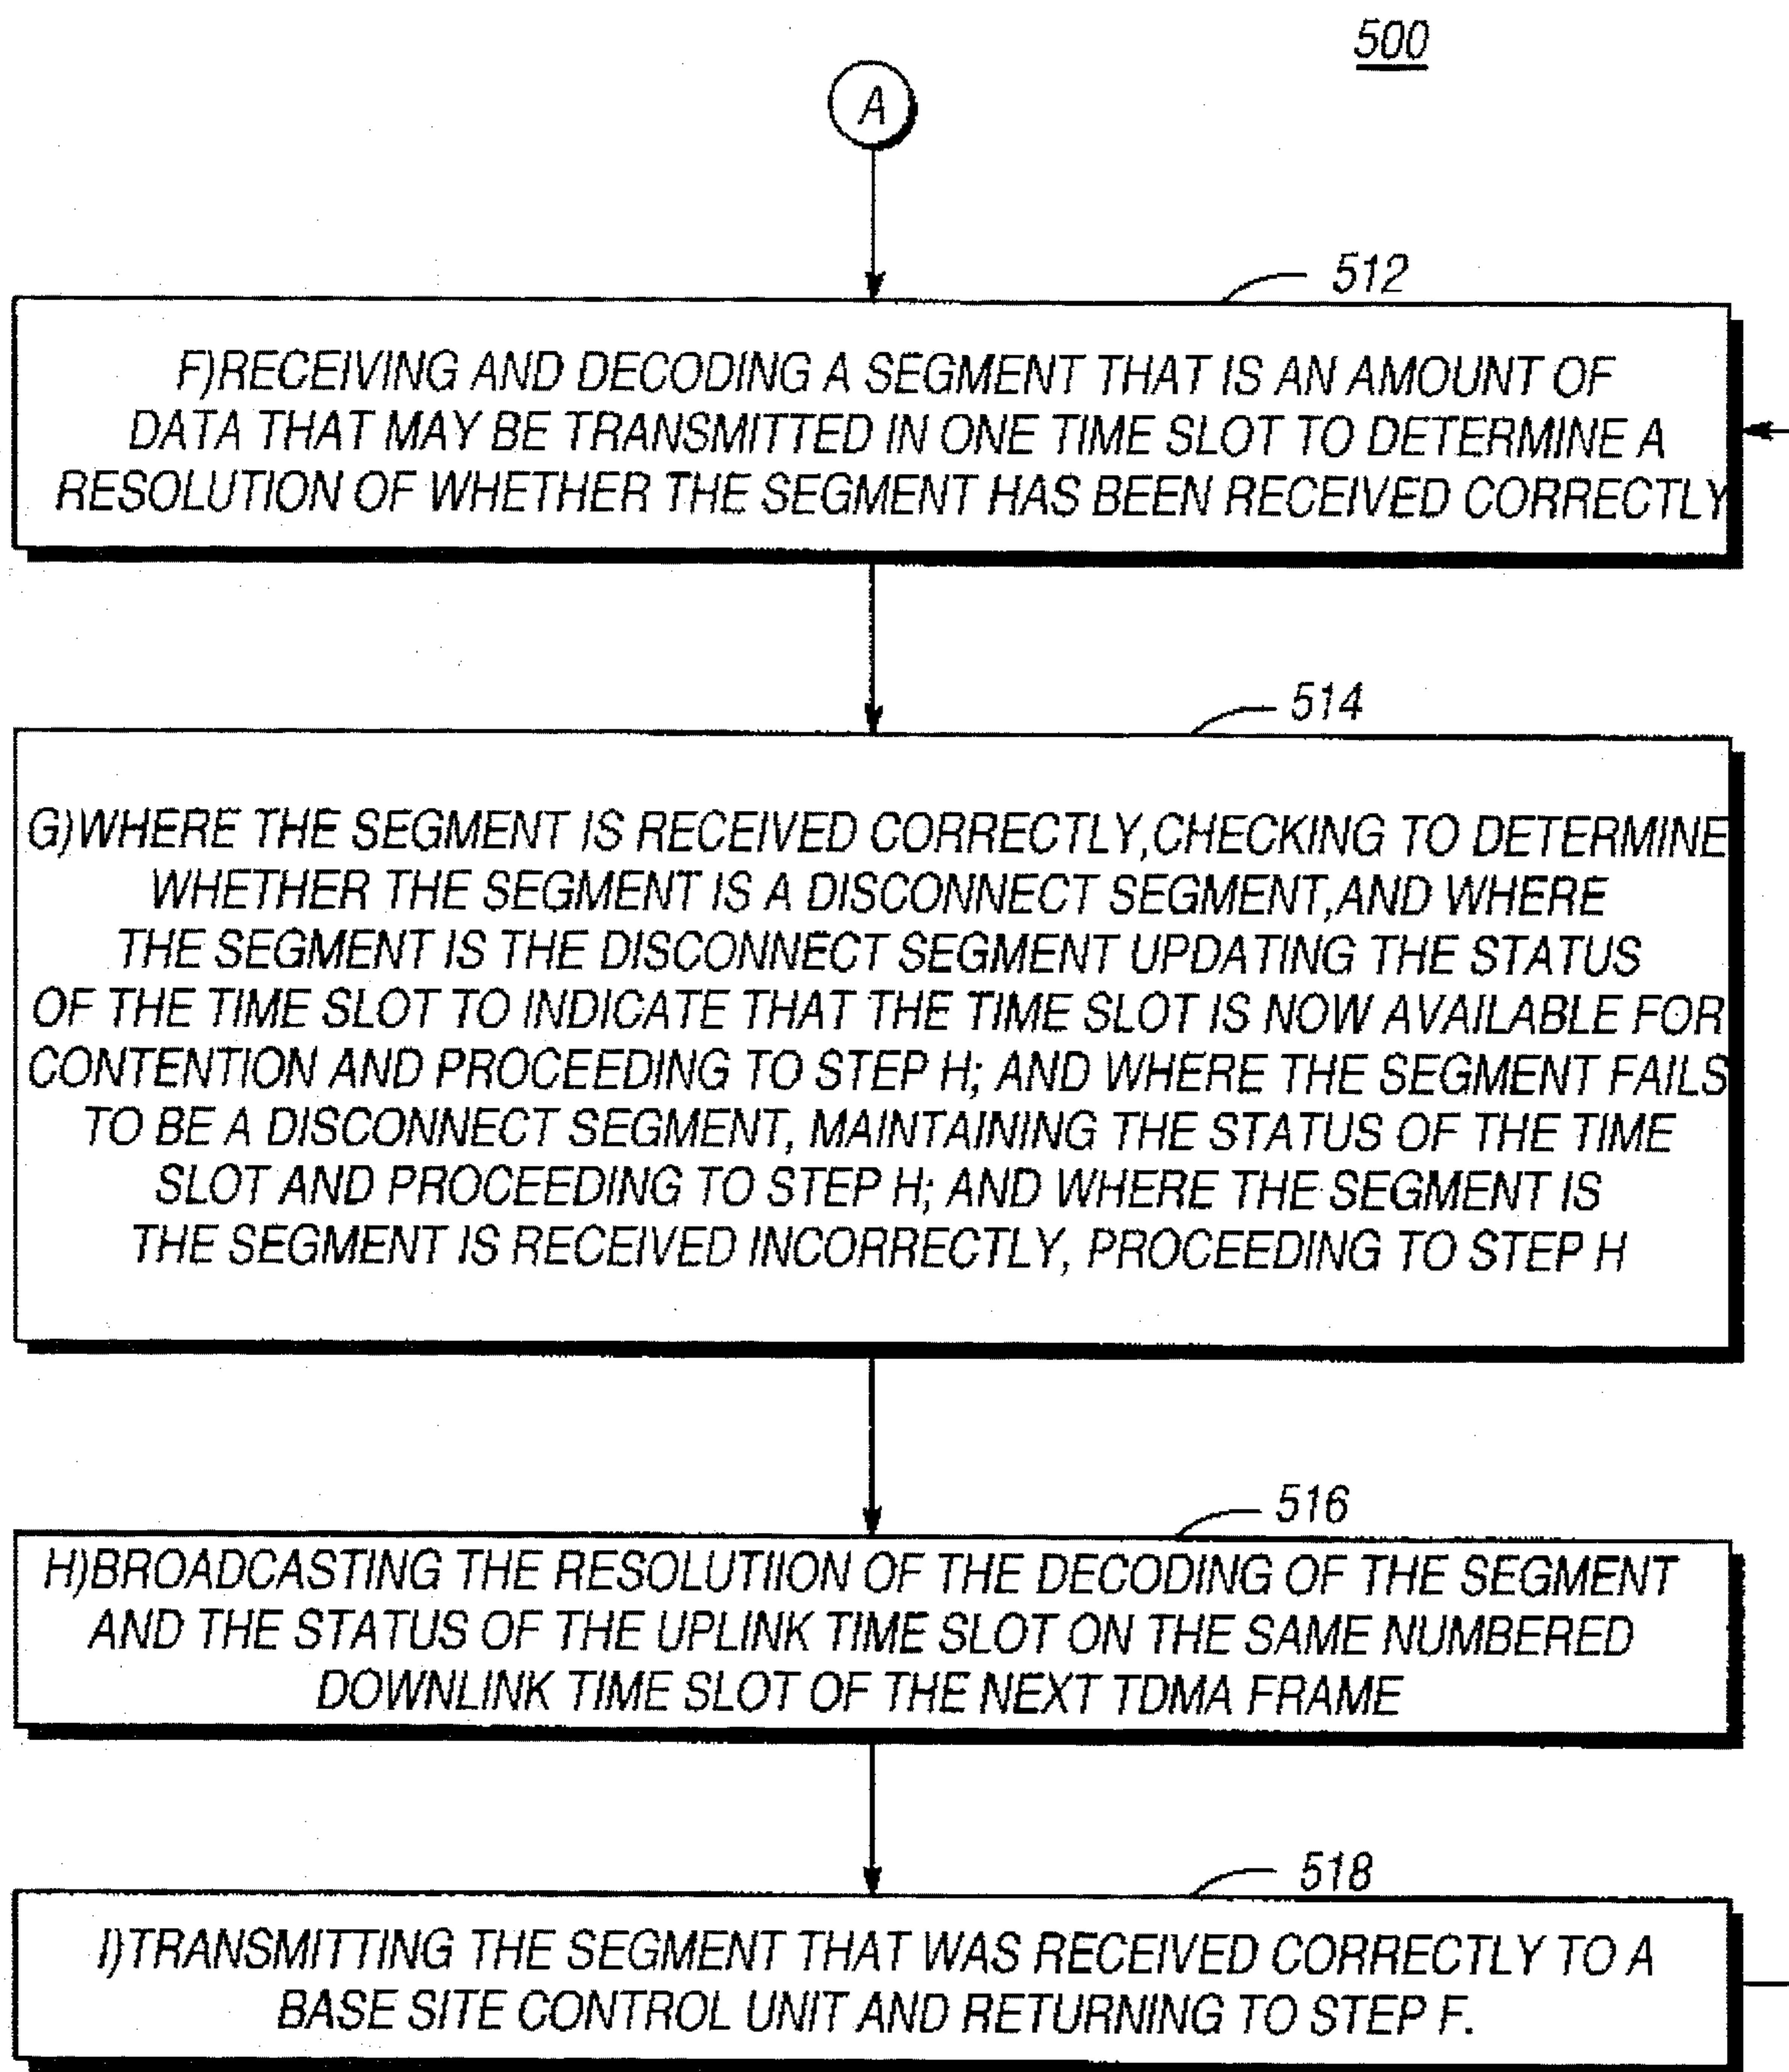 500
A
512
F)RECEIVING AND DECODING A SEGMENT THAT IS AN AMOUNT OF
DATA THAT MAY BE TRANSMITTED IN ONE TIME SLOT TO DETERMINE A
RESOLUTION OF WHETHER THE SEGMENT HAS BEEN RECEIVED CORRECTLY
514
G)WHERE THE SEGMENT IS RECEIVED CORRECTLY,CHECKING TO DETERMINE
WHETHER THE SEGMENT IS A DISCONNECT SEGMENT,AND WHERE
THE SEGMENT IS THE DISCONNECT SEGMENT UPDATING THE STATUS
OF THE TIME SLOT TO INDICATE THAT THE TIME SLOT IS NOW AVAILABLE FOR
CONTENTION AND PROCEEDING TO STEP H; AND WHERE THE SEGMENT FAILS
TO BE A DISCONNECT SEGMENT, MAINTAINING THE STATUS OF THE TIME
SLOT AND PROCEEDING TO STEP H; AND WHERE THE SEGMENT IS
THE SEGMENT IS RECEIVED INCORRECTLY, PROCEEDING TO STEP H
516
H)BROADCASTING THE RESOLUTIION OF THE DECODING OF THE SEGMENT
AND THE STATUS OF THE UPLINK TIME SLOT ON THE SAME NUMBERED
DOWNLINK TIME SLOT OF THE NEXT TDMA FRAME
518
I)TRANSMITTING THE SEGMENT THAT WAS RECEIVED CORRECTLY TO A
BASE SITE CONTROL UNIT AND RETURNING TO STEP F.